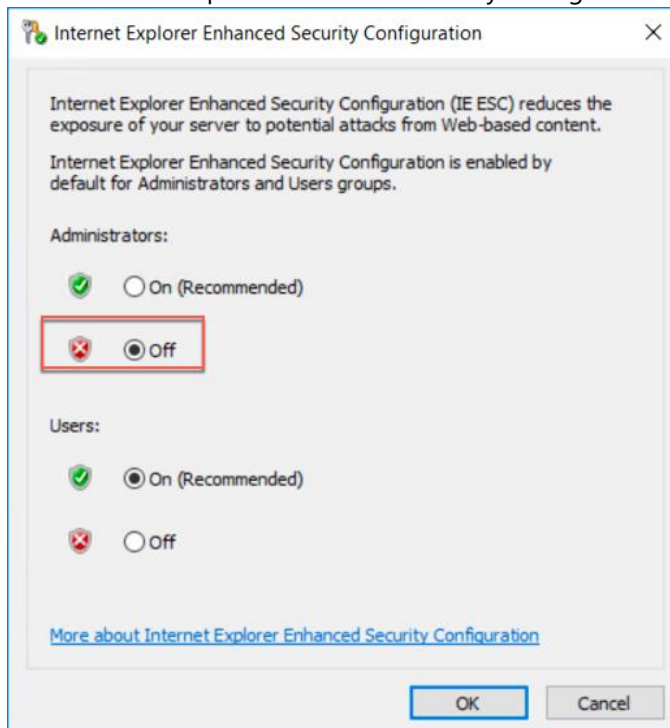 Internet Explorer Enhanced Security Configuration
Internet Explorer Enhanced Security Configuration (IE ESC) reduces the
exposure of your server to potential attacks from Web-based content.
Internet Explorer Enhanced Security Configuration is enabled by
default for Administrators and Users groups.
Administrators:
On (Recommended)
Off
Users:
On (Recommended)
Off
More about Internet Explorer Enhanced Security Configuration
OK
Cancel